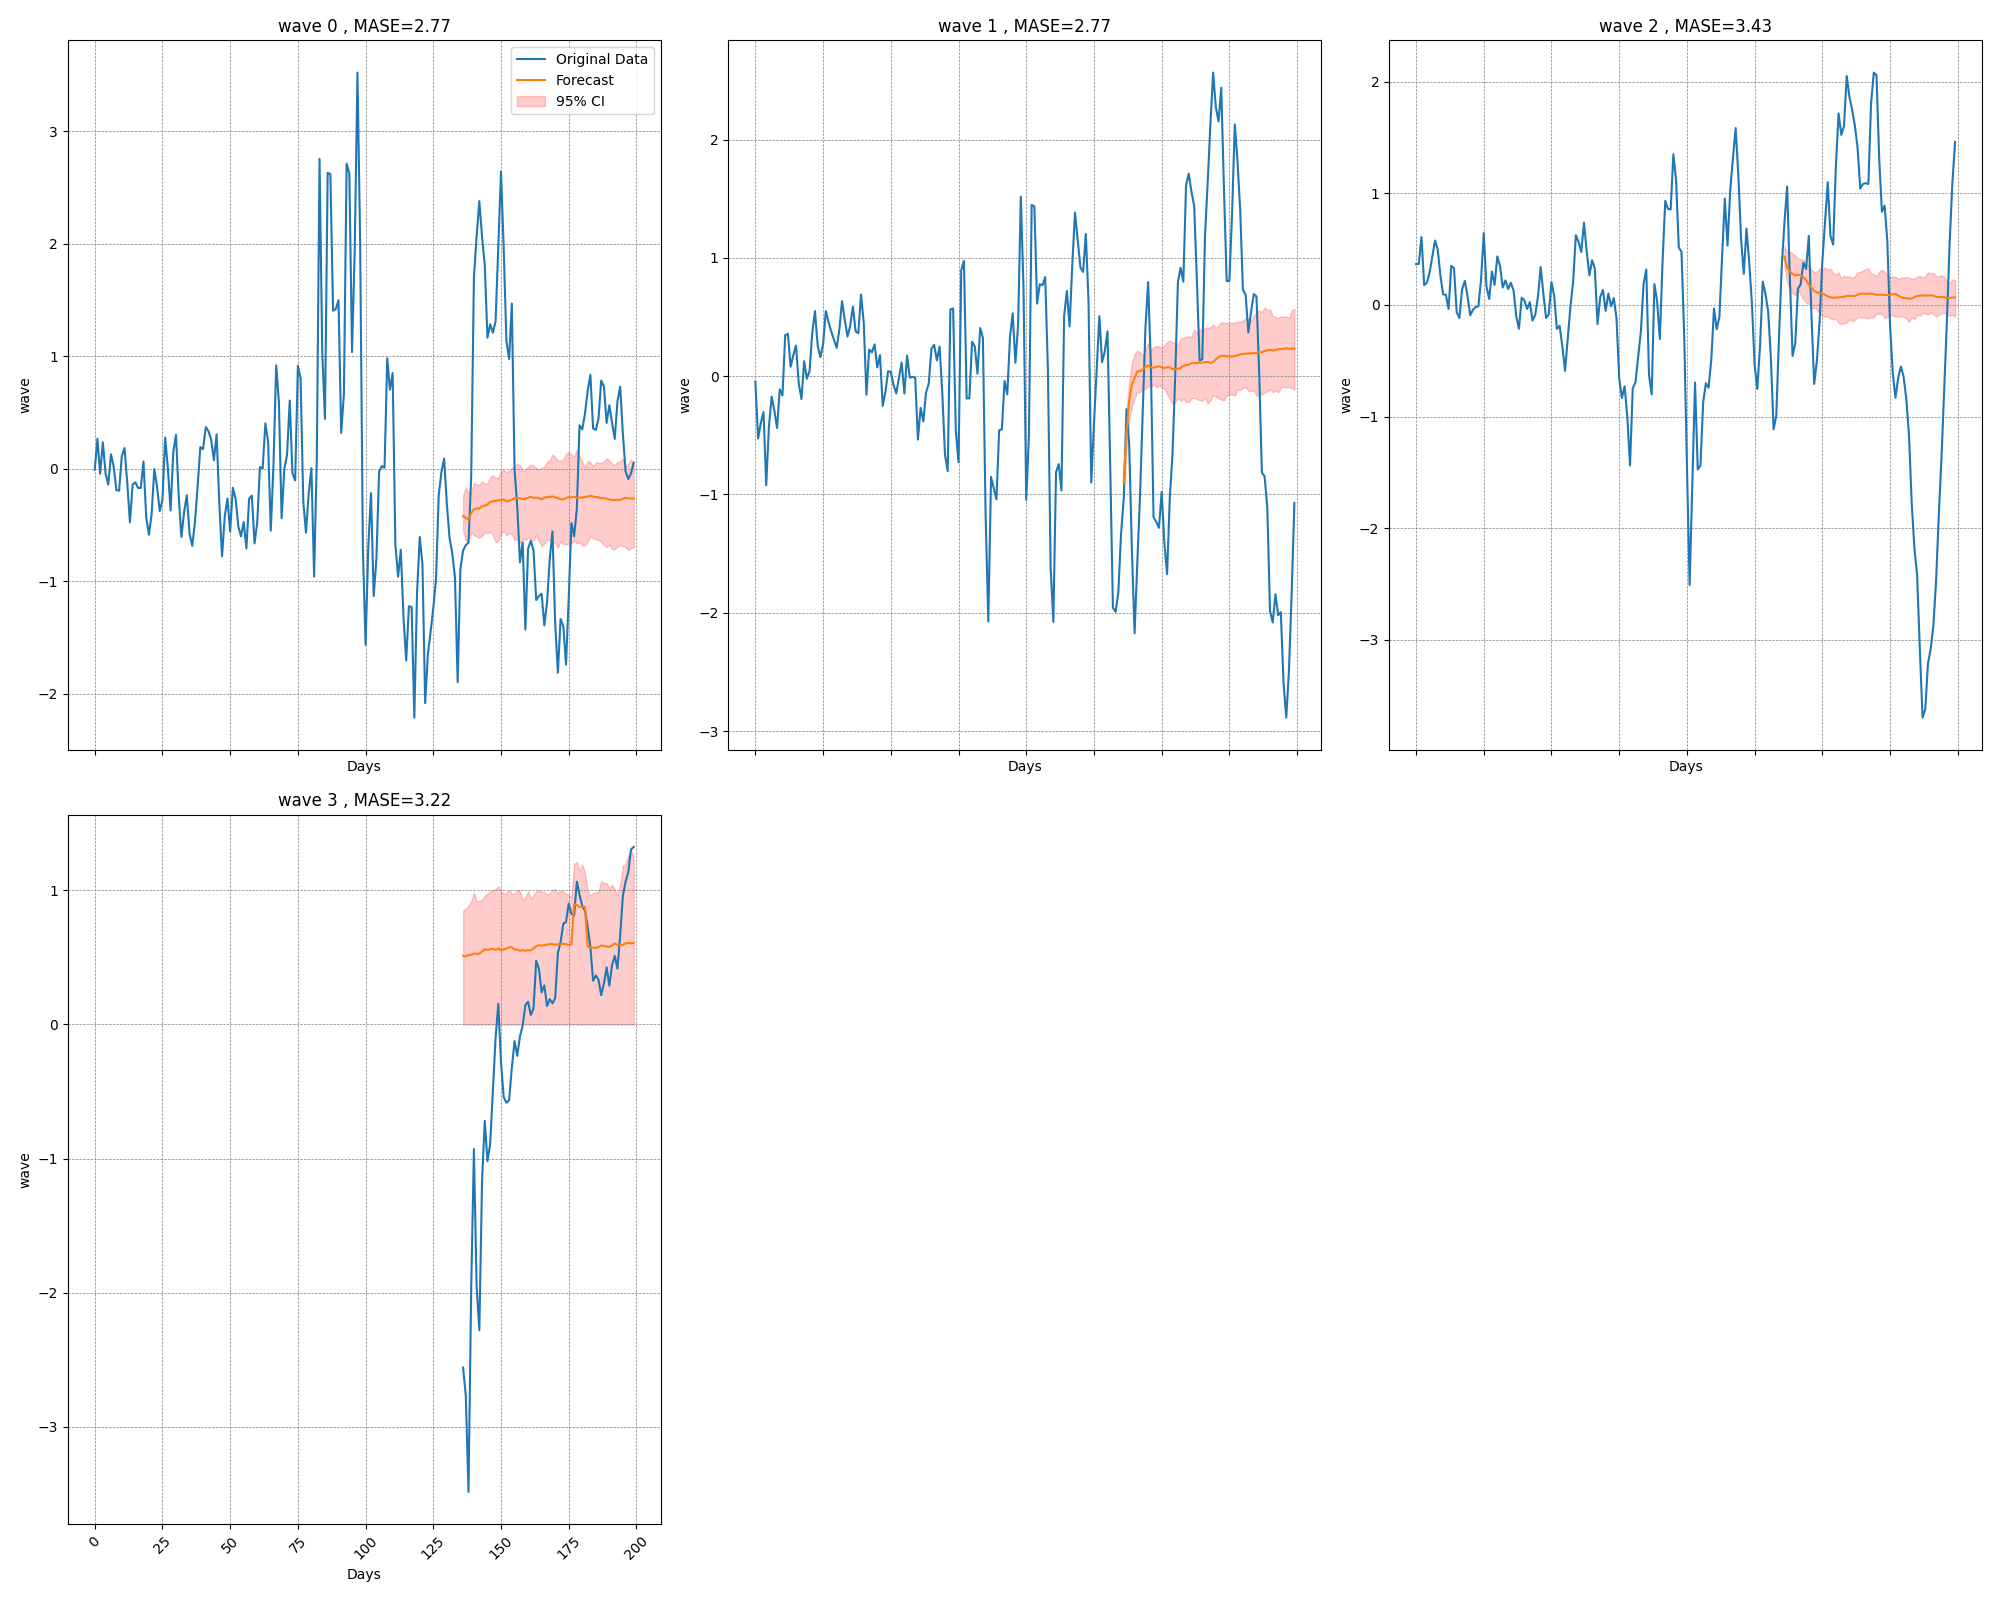 wave 0 , MASE=2.77
wave 1 , MASE=2.77
wave 2 , MASE=3.43
Original Data
Forecast
95% CI
3
2
1
0
−1
−2
wave
Days
2
1
0
−1
−2
−3
wave
Days
2
1
0
−1
−2
−3
wave
Days
wave 3 , MASE=3.22
1
0
−1
−2
−3
wave
0
25
50
75
100
125
150
175
200
Days